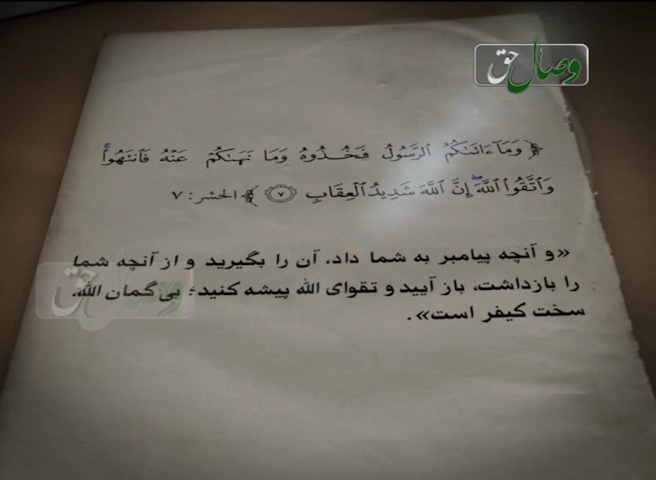 وصال حق
﴿ وَمَآ ءَاتَىٰكُمُ ٱلرَّسُولُ فَخُذُوهُ وَمَا نَهَىٰكُمْ عَنْهُ فَٱنتَهُوا۟ ۚ
وَٱتَّقُوا۟ ٱللَّهَ ۖ إِنَّ ٱللَّهَ شَدِيدُ ٱلْعِقَابِ ۝٧ ﴾ الحشر: ٧
«و آنچه پیامبر به شما داد، آن را بگیرید و از آنچه شما
را بازداشت، باز آیید و تقوای الله پیشه کنید؛ بی گمان الله،
سخت کیفر است».
وصال حق